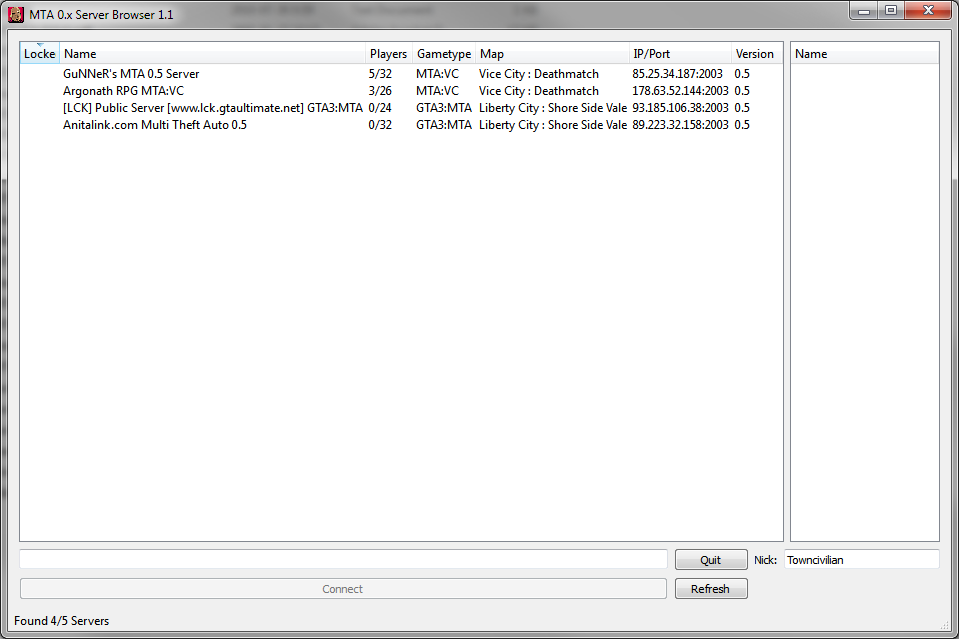 MTA 0.x Server Browser 1.1
Locke Name Players Gametype Map IP/Port Version Name
GuNNeR's MTA 0.5 Server 5/32 MTA:VC Vice City : Deathmatch 85.25.34.187:2003 0.5
Argonath RPG MTA:VC 3/26 MTA:VC Vice City : Deathmatch 178.63.52.144:2003 0.5
[LCK] Public Server [www.lck.gtaultimate.net] GTA3:MTA 0/24 GTA3:MTA Liberty City : Shore Side Vale 93.185.106.38:2003 0.5
Anitalink.com Multi Theft Auto 0.5 0/32 GTA3:MTA Liberty City : Shore Side Vale 89.223.32.158:2003 0.5
Quit Nick: Towncivilian
Connect Refresh
Found 4/5 Servers